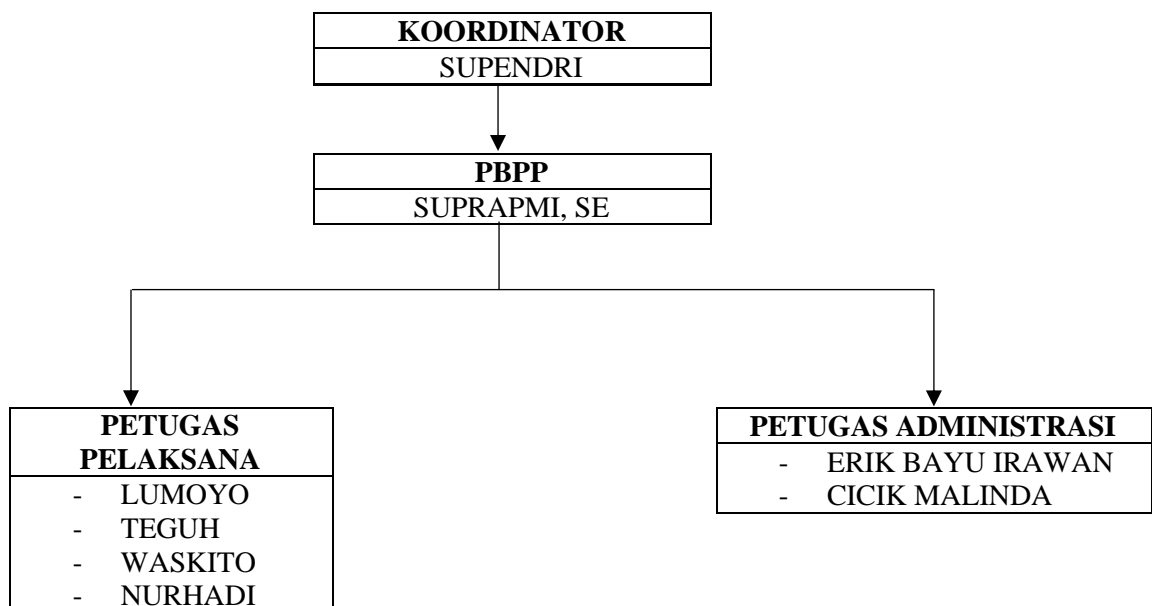 KOORDINATOR
SUPENDRI
PBPP
SUPRAPMI, SE
PETUGAS
PELAKSANA
- LUMOYO
- TEGUH
- WASKITO
- NURHADI
PETUGAS ADMINISTRASI
- ERIK BAYU IRAWAN
- CICIK MALINDA